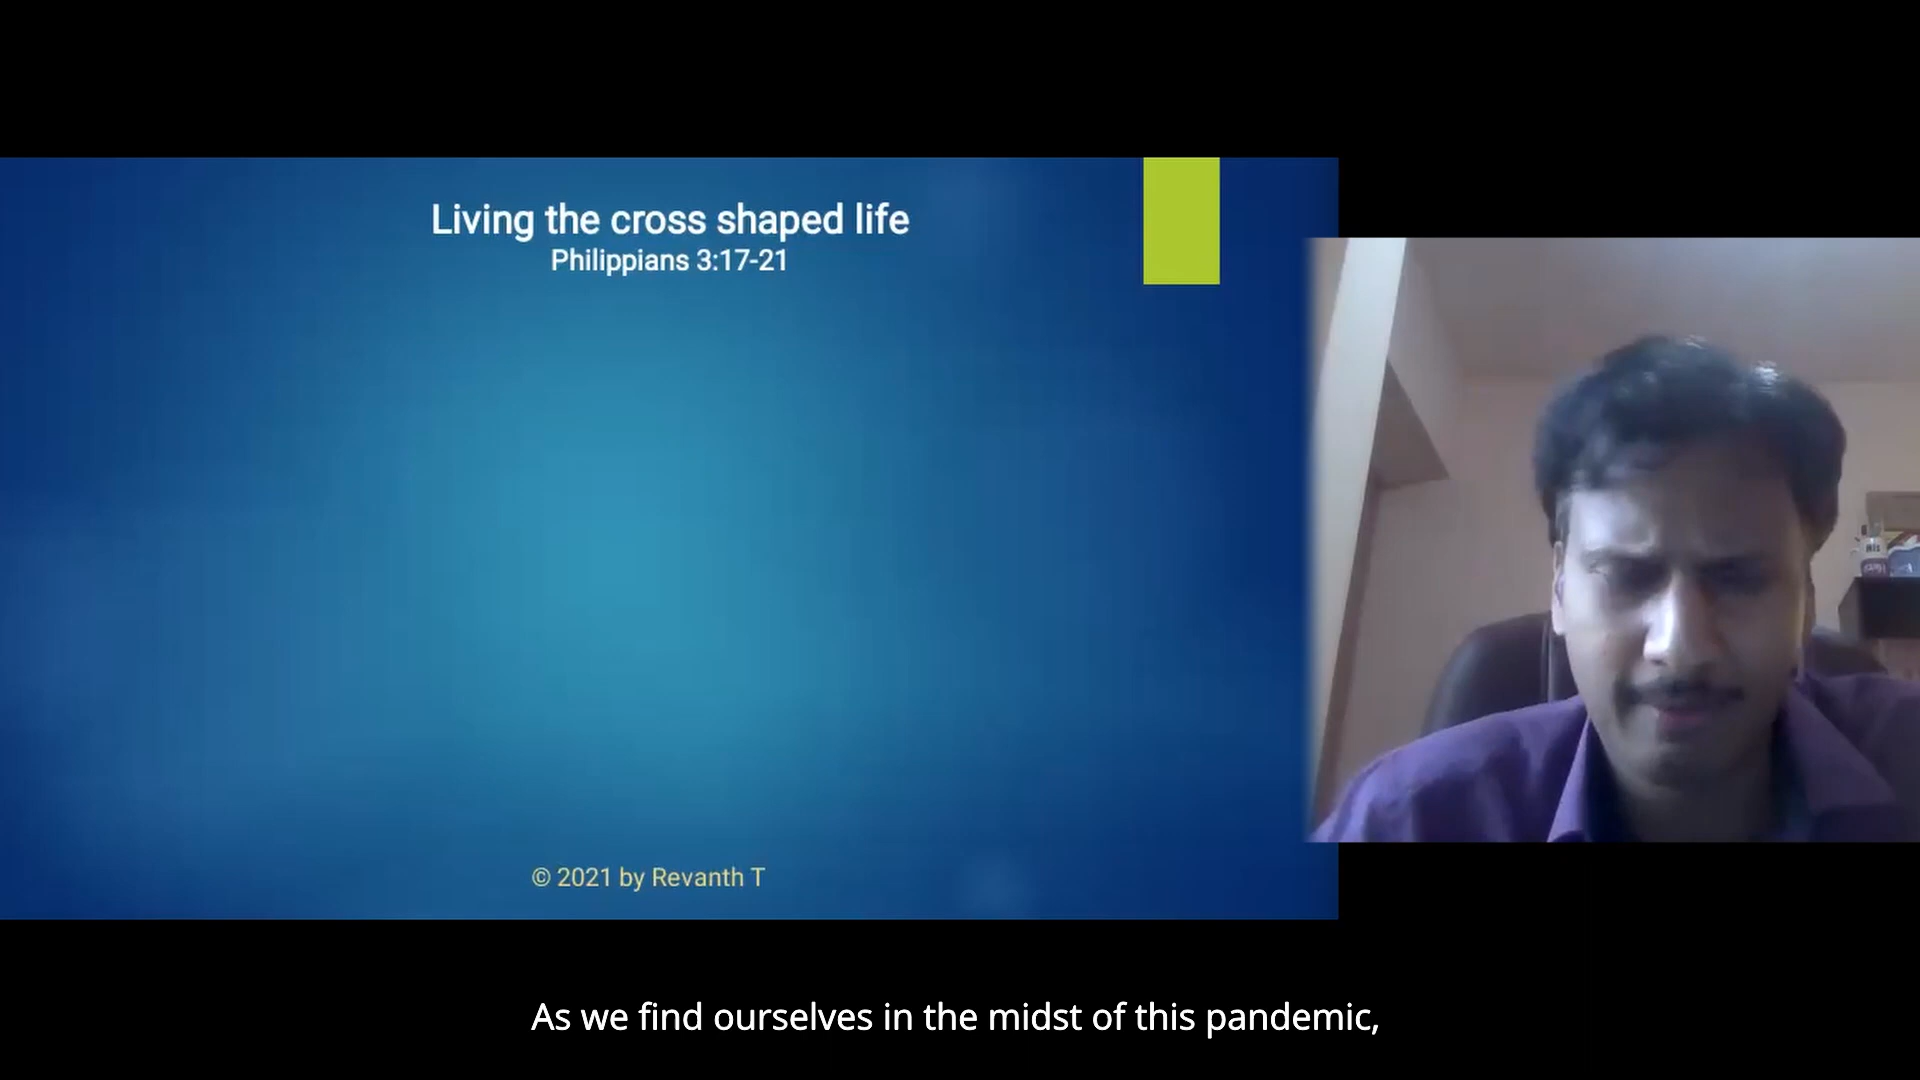 Living the cross shaped life
Philippians 3:17-21
© 2021 by Revanth T
As we find ourselves in the midst of this pandemic,